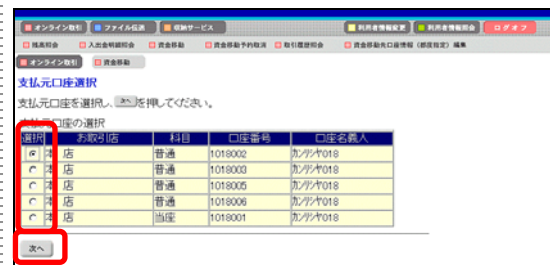 オンライン取引 ファイル伝送 収納サービス 利用者情報変更 利用者情報照会 ログオフ
残高照会 入出金明細照会 資金移動 資金移動予約取消 取引履歴照会 資金移動先口座情報（都度指定）編集
オンライン取引 資金移動
支払元口座選択
支払元口座を選択し、次へを押してください。
支払元口座の選択
選択 お取引店 科目 口座番号 口座名義人
本 店 普通 1018002 カンリシヤ018
本 店 普通 1018003 カンリシヤ018
本 店 普通 1018005 カンリシヤ018
本 店 普通 1018006 カンリシヤ018
本 店 当座 1018001 カンリシヤ018
次へ